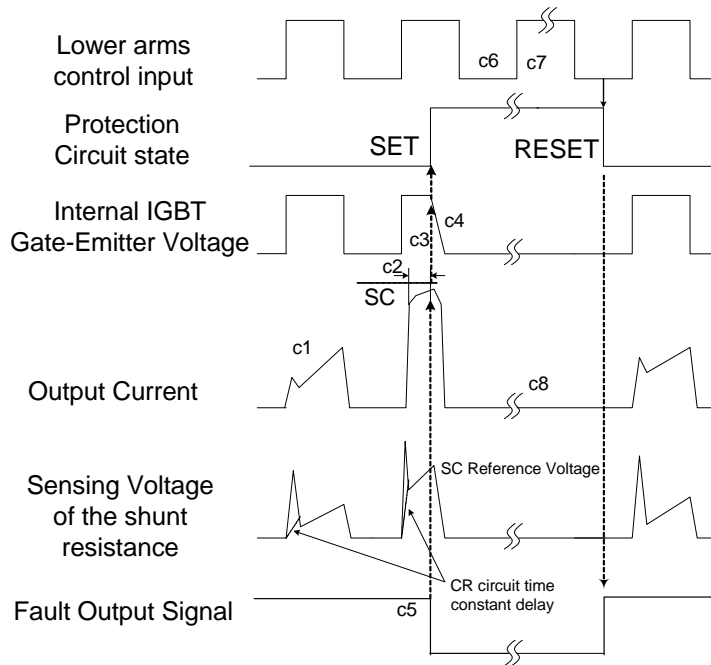 Lower arms
control input
c6
c7
Protection
Circuit state
SET
RESET
Internal IGBT
Gate-Emitter Voltage
c3
c4
c2
SC
c1
Output Current
c8
SC Reference Voltage
Sensing Voltage
of the shunt
resistance
CR circuit time
constant delay
Fault Output Signal
c5